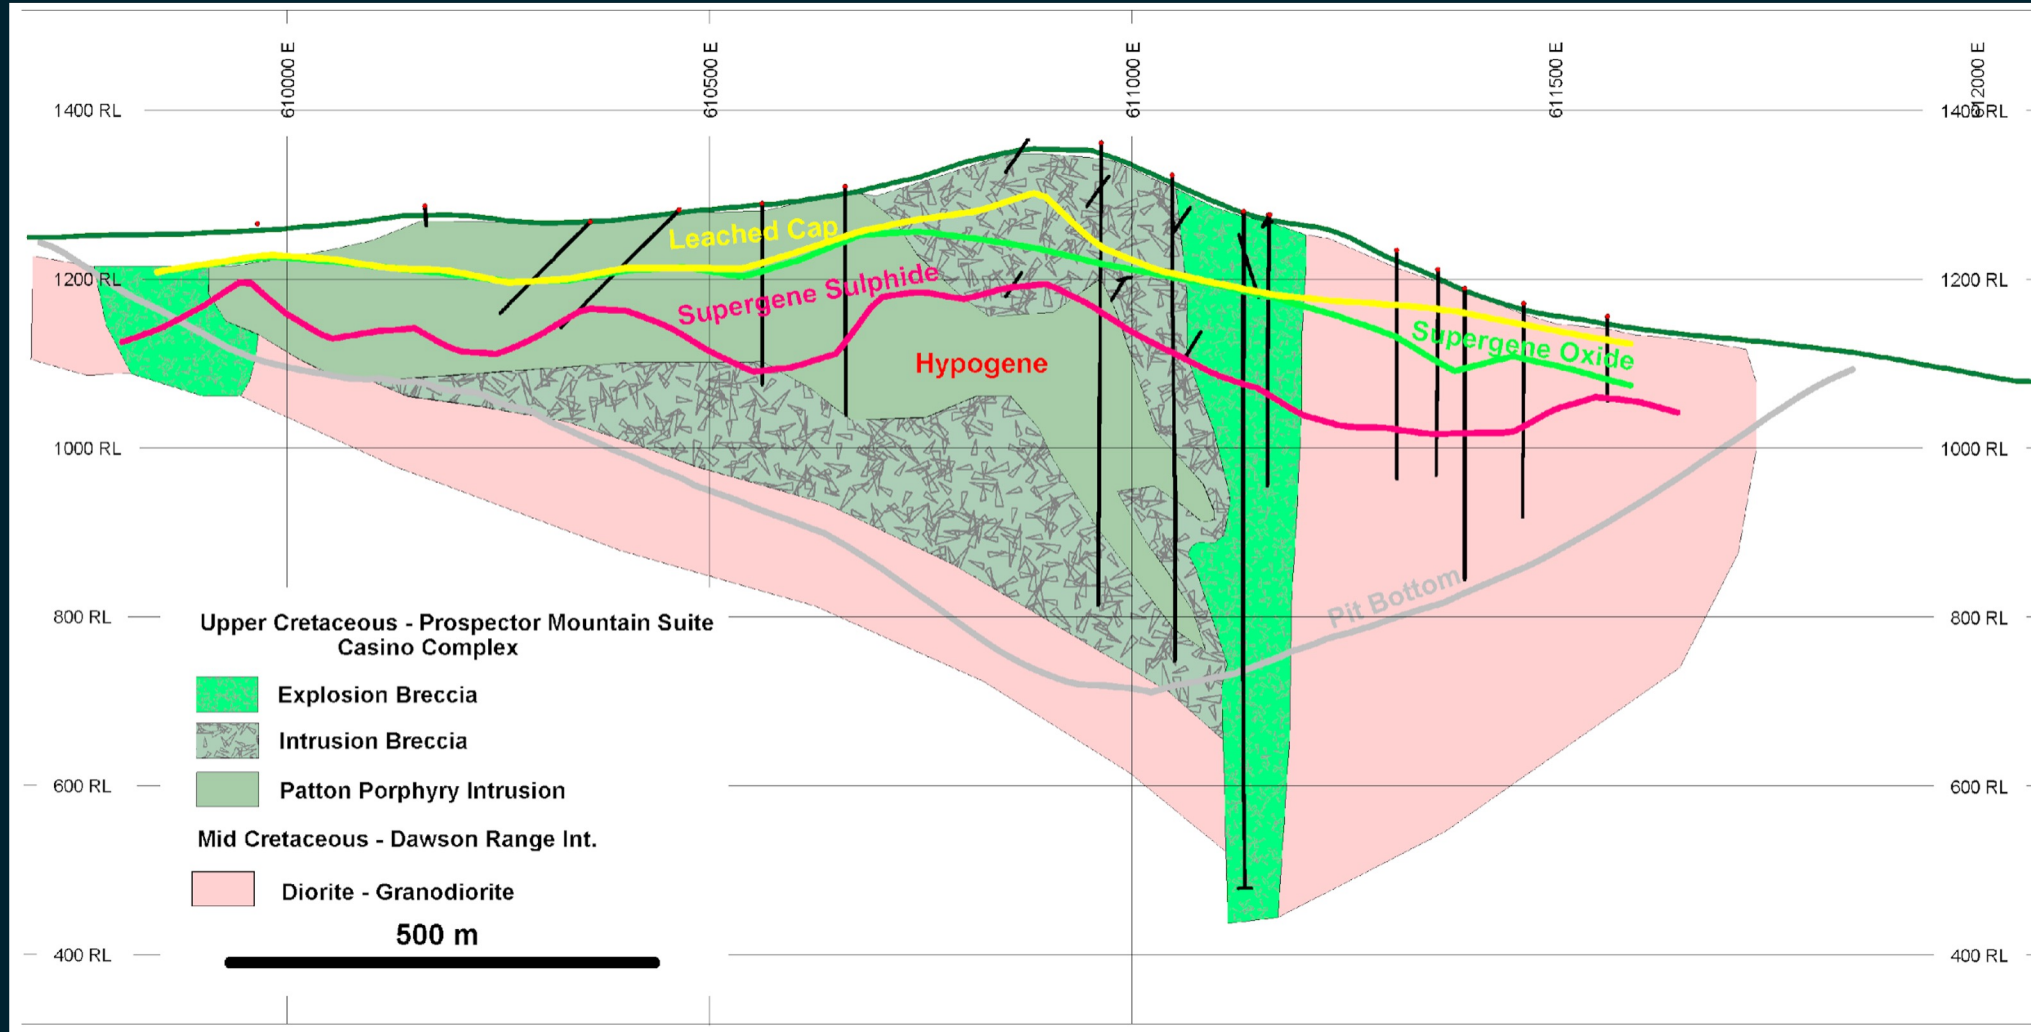 610000 E
610500 E
611000 E
611500 E
612000 E
1400 RL
1400 RL
1200 RL
1200 RL
1000 RL
1000 RL
800 RL
800 RL
600 RL
600 RL
400 RL
400 RL
Leached Cap
Supergene Sulphide
Hypogene
Supergene Oxide
Pit Bottom
Upper Cretaceous - Prospector Mountain Suite
Casino Complex
Explosion Breccia
Intrusion Breccia
Patton Porphyry Intrusion
Mid Cretaceous - Dawson Range Int.
Diorite - Granodiorite
500 m